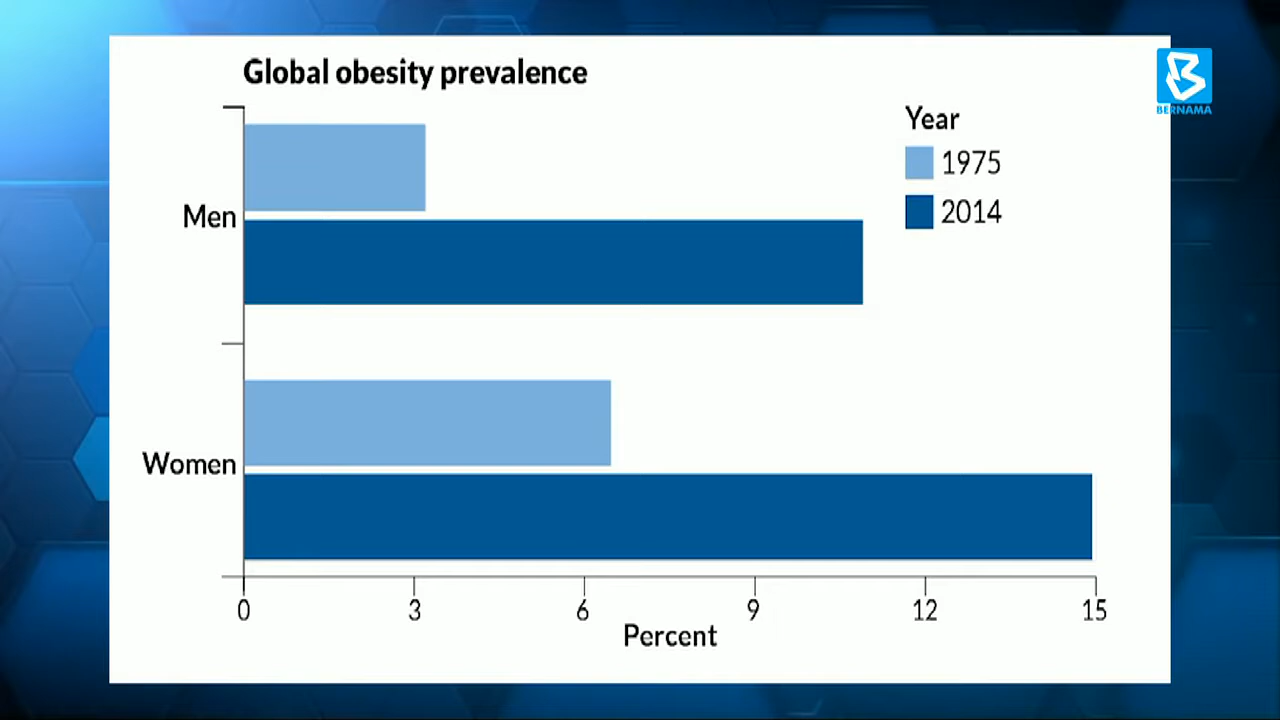 Global obesity prevalence
BERNAMA
Year
1975
2014
Men
Women
0 3 6 9 12 15
Percent